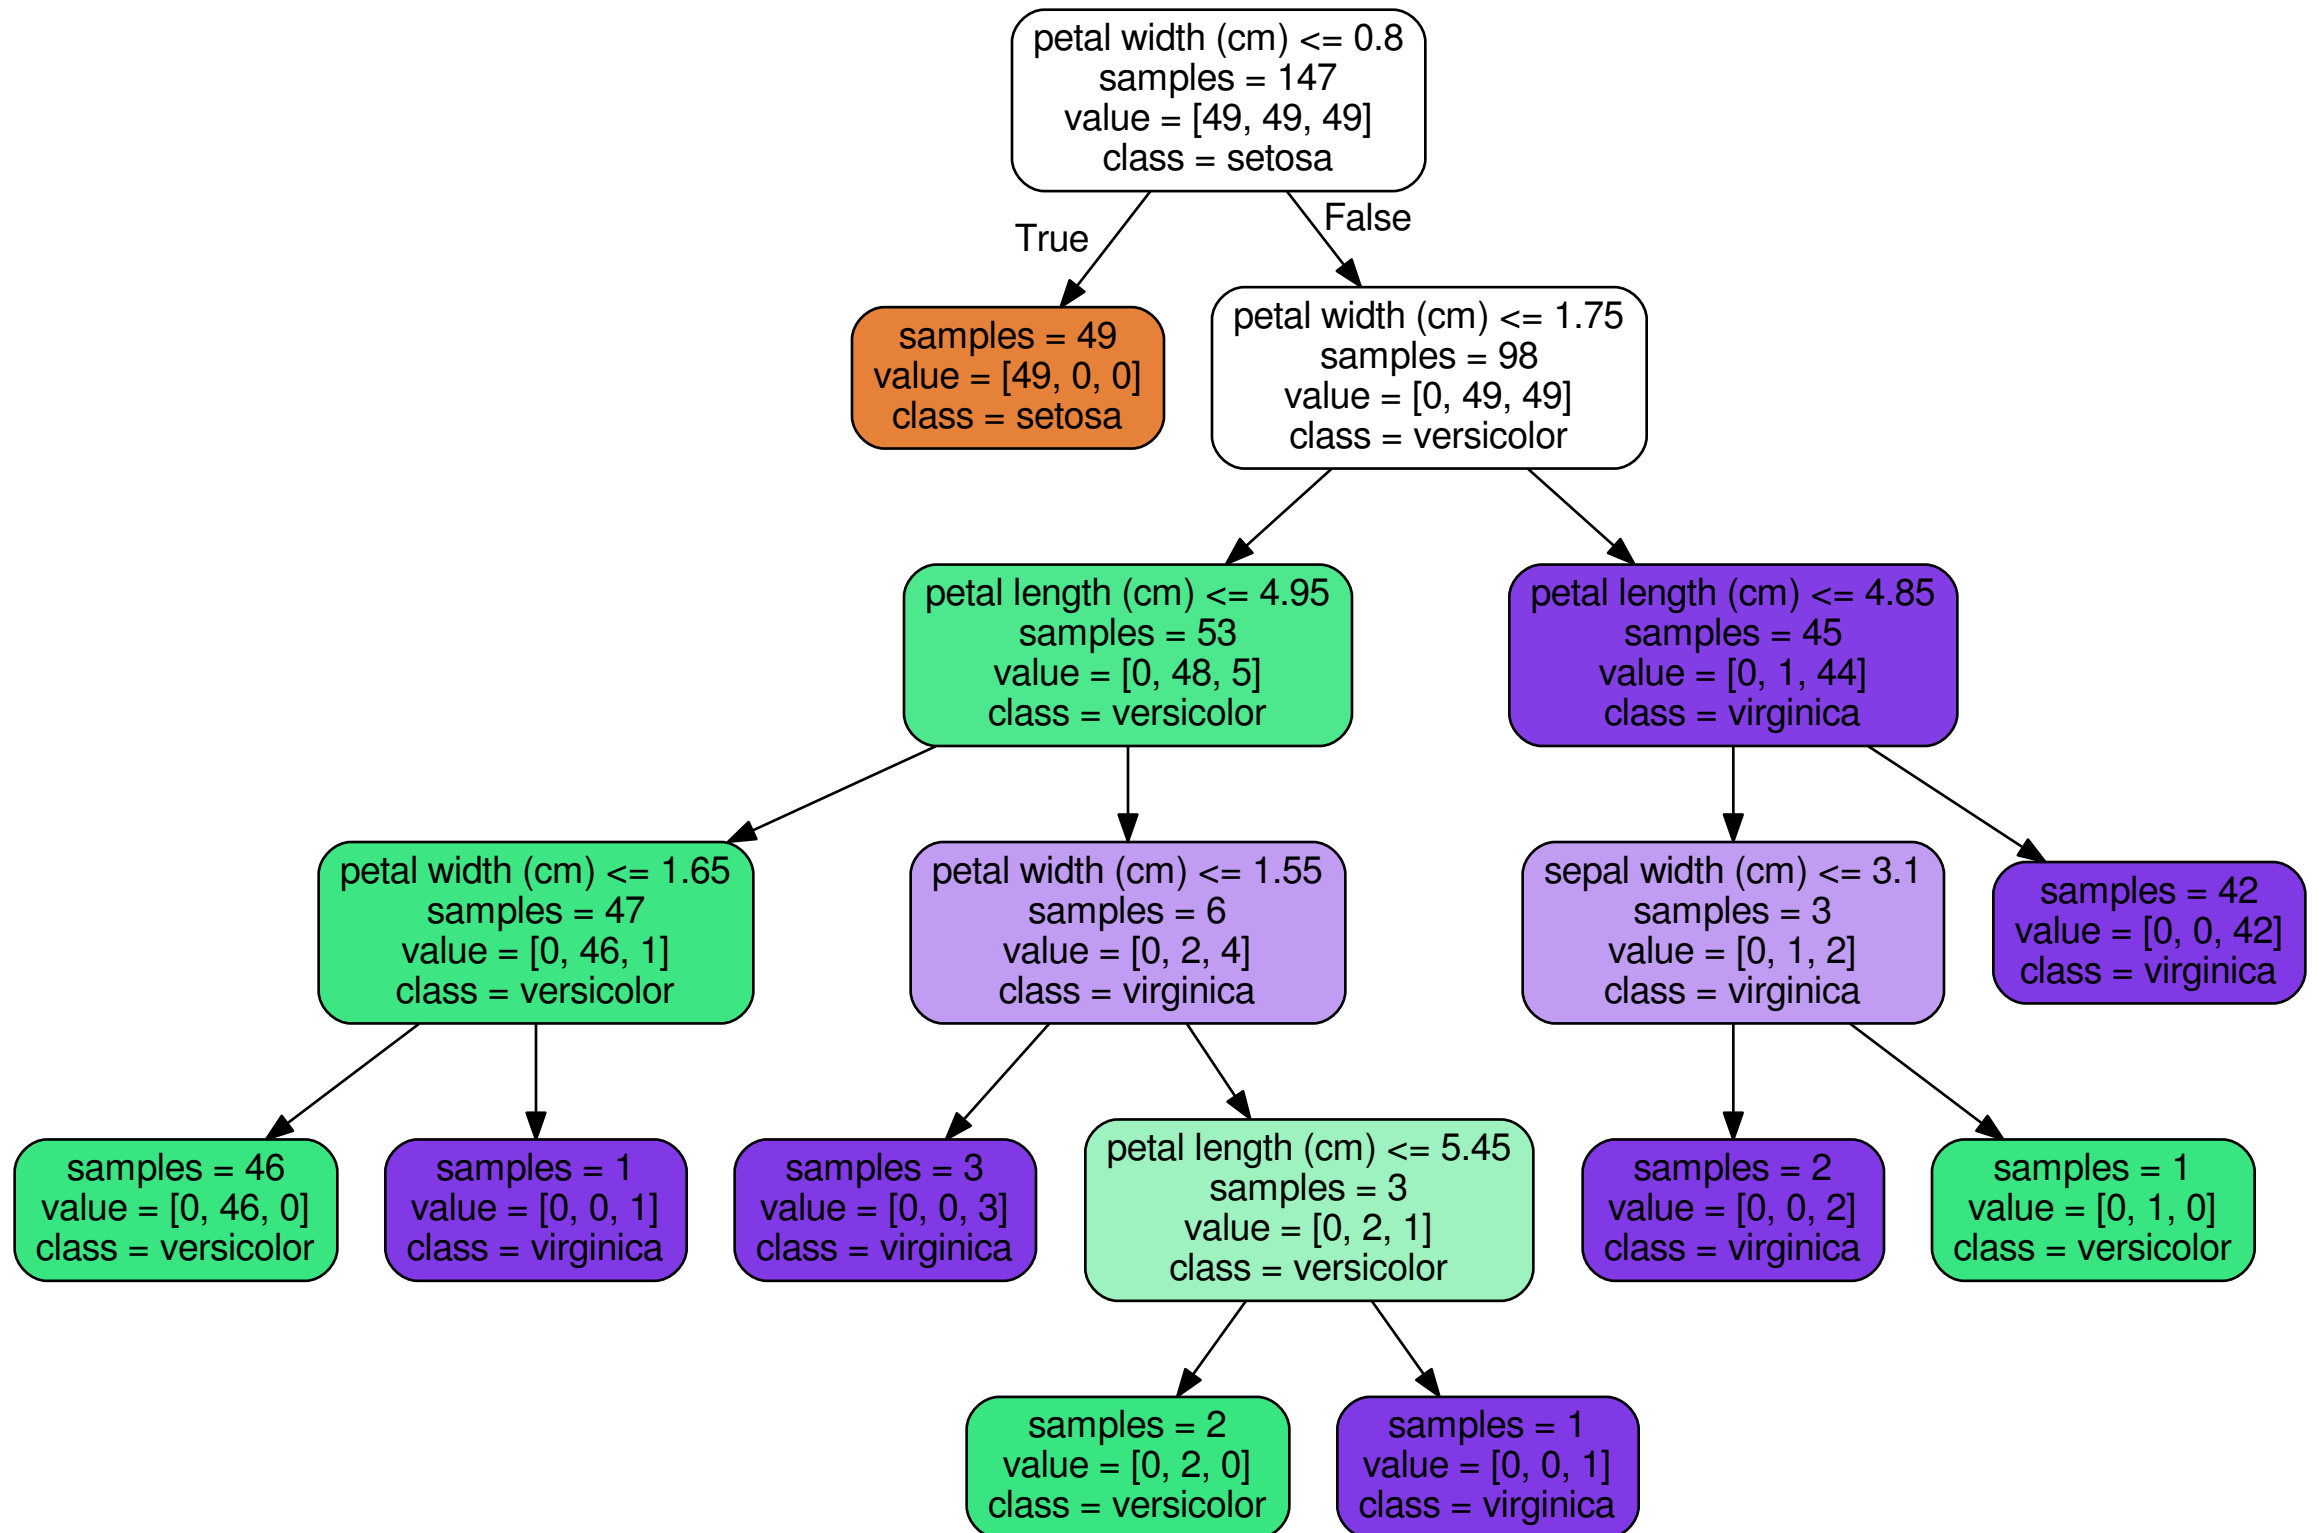 petal width (cm) <= 0.8
samples = 147
value = [49, 49, 49]
class = setosa
True
False
samples = 49
value = [49, 0, 0]
class = setosa
petal width (cm) <= 1.75
samples = 98
value = [0, 49, 49]
class = versicolor
petal length (cm) <= 4.95
samples = 53
value = [0, 48, 5]
class = versicolor
petal length (cm) <= 4.85
samples = 45
value = [0, 1, 44]
class = virginica
petal width (cm) <= 1.65
samples = 47
value = [0, 46, 1]
class = versicolor
petal width (cm) <= 1.55
samples = 6
value = [0, 2, 4]
class = virginica
sepal width (cm) <= 3.1
samples = 3
value = [0, 1, 2]
class = virginica
samples = 42
value = [0, 0, 42]
class = virginica
samples = 46
value = [0, 46, 0]
class = versicolor
samples = 1
value = [0, 0, 1]
class = virginica
samples = 3
value = [0, 0, 3]
class = virginica
petal length (cm) <= 5.45
samples = 3
value = [0, 2, 1]
class = versicolor
samples = 2
value = [0, 0, 2]
class = virginica
samples = 1
value = [0, 1, 0]
class = versicolor
samples = 2
value = [0, 2, 0]
class = versicolor
samples = 1
value = [0, 0, 1]
class = virginica